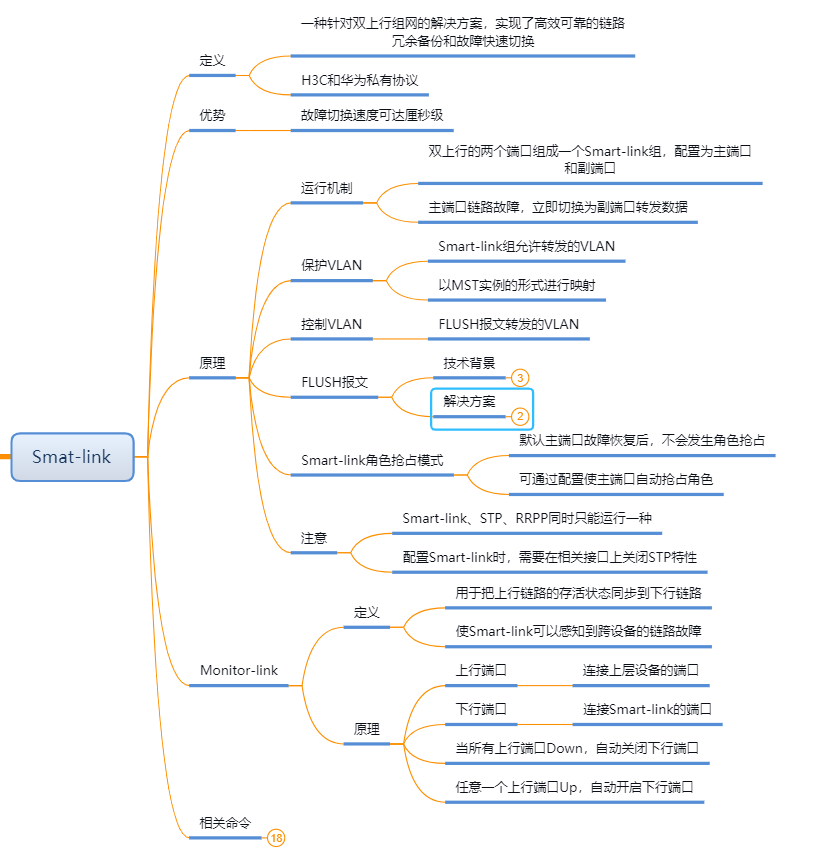 Smat-link
定义
一种针对双上行组网的解决方案，实现了高效可靠的链路
冗余备份和故障快速切换
H3C和华为私有协议
优势
故障切换速度可达厘秒级
原理
运行机制
双上行的两个端口组成一个Smart-link组，配置为主端口
和副端口
主端口链路故障，立即切换为副端口转发数据
保护VLAN
Smart-link组允许转发的VLAN
以MST实例的形式进行映射
控制VLAN
FLUSH报文转发的VLAN
FLUSH报文
技术背景
3
解决方案
2
Smart-link角色抢占模式
默认主端口故障恢复后，不会发生角色抢占
可通过配置使主端口自动抢占角色
注意
Smart-link、STP、RRPP同时只能运行一种
配置Smart-link时，需要在相关接口上关闭STP特性
Monitor-link
定义
用于把上行链路的存活状态同步到下行链路
使Smart-link可以感知到跨设备的链路故障
原理
上行端口
连接上层设备的端口
下行端口
连接Smart-link的端口
当所有上行端口Down，自动关闭下行端口
任意一个上行端口Up，自动开启下行端口
相关命令
18